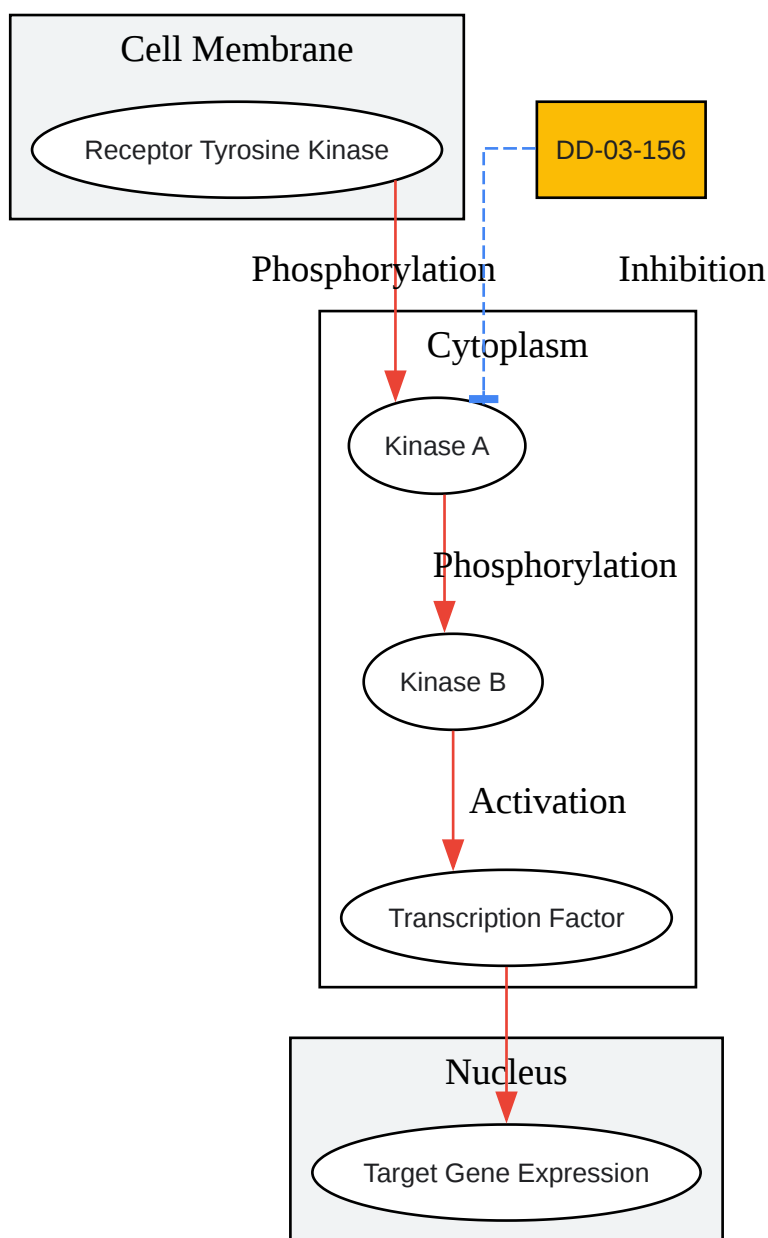 Cell Membrane
Receptor Tyrosine Kinase
DD-03-156
Phosphorylation
Inhibition
Cytoplasm
Kinase A
Phosphorylation
Kinase B
Activation
Transcription Factor
Nucleus
Target Gene Expression